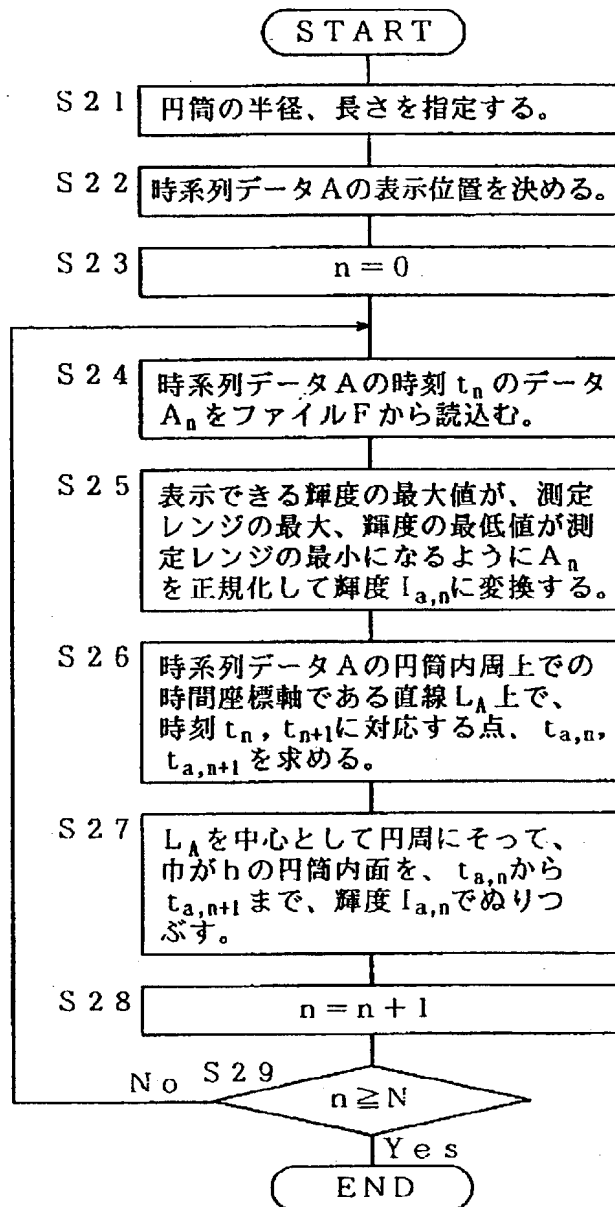 START
S21
円筒の半径、長さを指定する。
S22
時系列データAの表示位置を決める。
S23
n=0
S24
時系列データAの時刻tnのデータ
AnをファイルFから読込む。
S25
表示できる輝度の最大値が、測定
レンジの最大、輝度の最低値が測
定レンジの最小になるようにAn
を正規化して輝度Ia,nに変換する。
S26
時系列データAの円筒内周上での
時間座標軸である直線LA上で、
時刻tn,tn+1に対応する点、ta,n,
ta,n+1を求める。
S27
LAを中心として円周にそって、
巾がhの円筒内面を、ta,nから
ta,n+1まで、輝度Ia,nでぬりつ
ぶす。
S28
n=n+1
No S29
n≧N
Yes
END